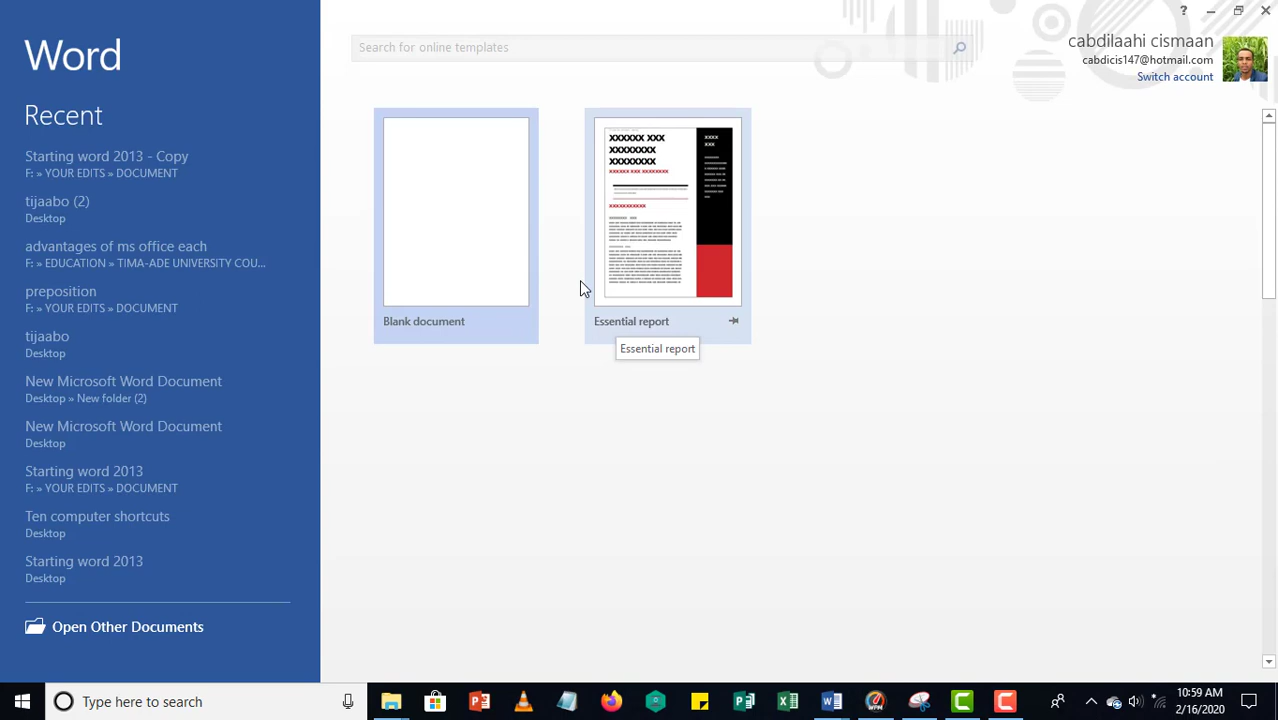 Word
Recent
Starting word 2013 - Copy
F: » YOUR EDITS » DOCUMENT
tijaabo (2)
Desktop
advantages of ms office each
F: » EDUCATION » TIMA-ADE UNIVERSITY COU...
preposition
F: » YOUR EDITS » DOCUMENT
tijaabo
Desktop
New Microsoft Word Document
Desktop » New folder (2)
New Microsoft Word Document
Desktop
Starting word 2013
F: » YOUR EDITS » DOCUMENT
Ten computer shortcuts
Desktop
Starting word 2013
Desktop
Open Other Documents
Search for online templates
?
cabdilaahi cismaan
cabdicis147@hotmail.com
Switch account
Blank document
Essential report
Essential report
Type here to search
10:59 AM
2/16/2020